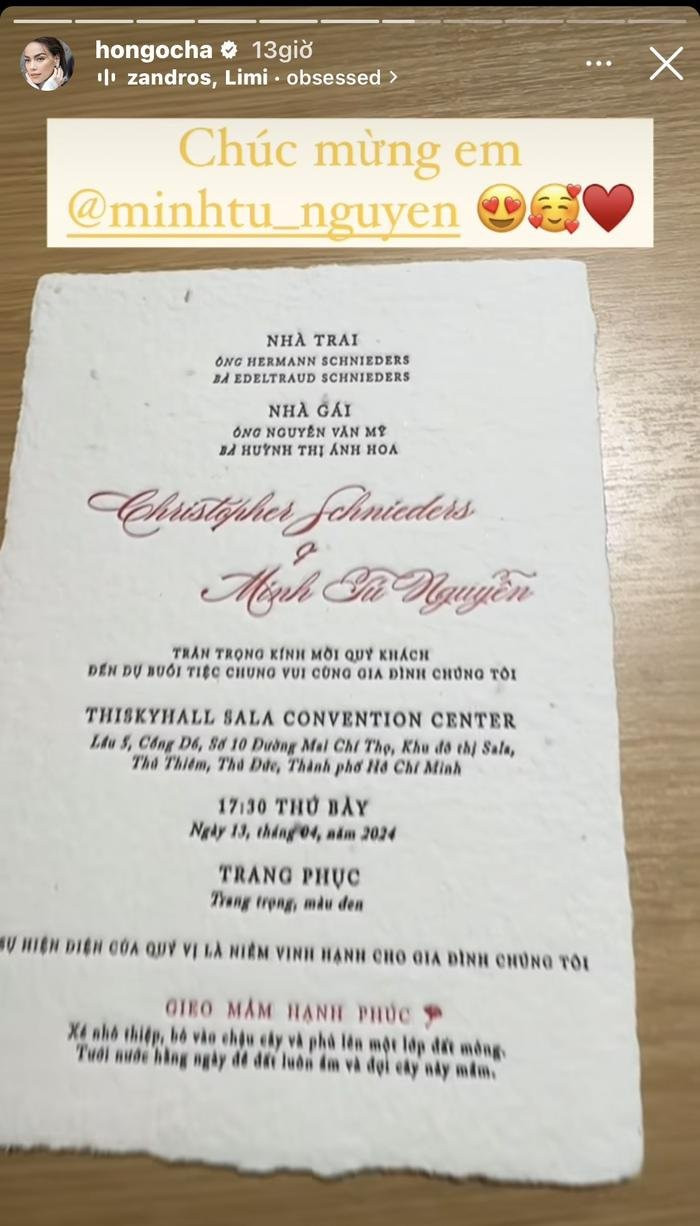 hongocha 13giờ
zandros, Limi · obsessed >
Chúc mừng em
@minhtu_nguyen
NHÀ TRAI
ÔNG HERMANN SCHNIEDERS
BÀ EDELTRAUD SCHNIEDERS
NHÀ GÁI
ÔNG NGUYỄN VĂN MỸ
BÀ HUỲNH THỊ ÁNH HOA
Christopher Schnieders
&
Minh Tú Nguyễn
TRÂN TRỌNG KÍNH MỜI QUÝ KHÁCH
ĐẾN DỰ BUỔI TIỆC CHUNG VUI CÙNG GIA ĐÌNH CHÚNG TÔI
THISKYHALL SALA CONVENTION CENTER
Lầu 5, Cổng D6, Số 10 Đường Mai Chí Thọ, Khu đô thị Sala,
Thủ Thiêm, Thủ Đức, Thành phố Hồ Chí Minh
17:30 THỨ BẢY
Ngày 13, tháng 04, năm 2024
TRANG PHỤC
Trang trọng, màu đen
SỰ HIỆN DIỆN CỦA QUÝ VỊ LÀ NIỀM VINH HẠNH CHO GIA ĐÌNH CHÚNG TÔI
GIEO MẦM HẠNH PHÚC
Xé nhỏ thiệp, bỏ vào chậu cây và phủ lên một lớp đất mỏng.
Tưới nước hằng ngày để đất luôn ẩm và đợi cây nảy mầm.